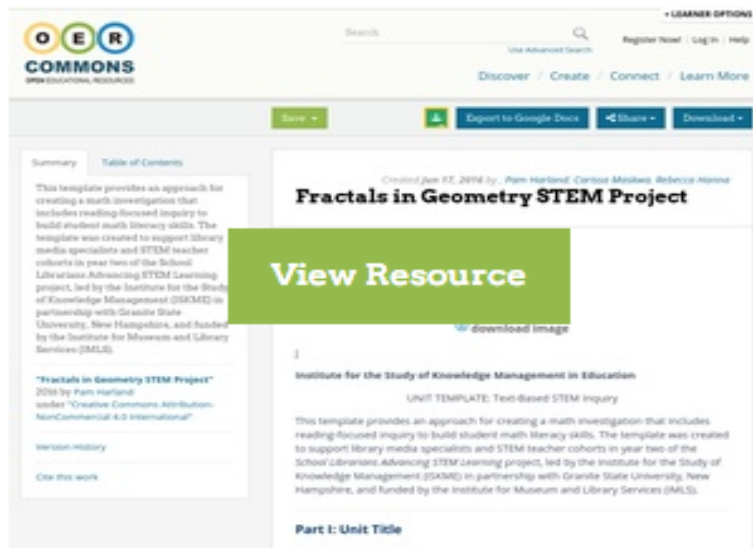 ▾ LEARNER OPTIONS
OER
COMMONS
OPEN EDUCATIONAL RESOURCES
Search
Use Advanced Search
Register Now! | Log In | Help
Discover / Create / Connect / Learn More
Save
Export to Google Docs
Share
Download
Summary
Table of Contents
This template provides an approach for
creating a math investigation that
includes reading-focused inquiry to
build student math literacy skills. The
template was created to support library
media specialists and STEM teacher
cohorts in year two of the School
Librarians Advancing STEM Learning
project, led by the Institute for the Study
of Knowledge Management (ISKME) in
partnership with Granite State
University, New Hampshire, and funded
by the Institute for Museum and Library
Services (IMLS).
"Fractals in Geometry STEM Project"
2016 by Pam Harland
under "Creative Commons Attribution-
NonCommercial 4.0 International"
Version History
Cite this work
Created Jun 17, 2016 by , Pam Harland, Rebecca Hanna
Fractals in Geometry STEM Project
View Resource
download image
]
Institute for the Study of Knowledge Management in Education
UNIT TEMPLATE: Text-Based STEM Inquiry
This template provides an approach for creating a math investigation that includes
reading-focused inquiry to build student math literacy skills. The template was created
to support library media specialists and STEM teacher cohorts in year two of the
School Librarians Advancing STEM Learning project, led by the Institute for the Study of
Knowledge Management (ISKME) in partnership with Granite State University, New
Hampshire, and funded by the Institute for Museum and Library Services (IMLS).
Part I: Unit Title